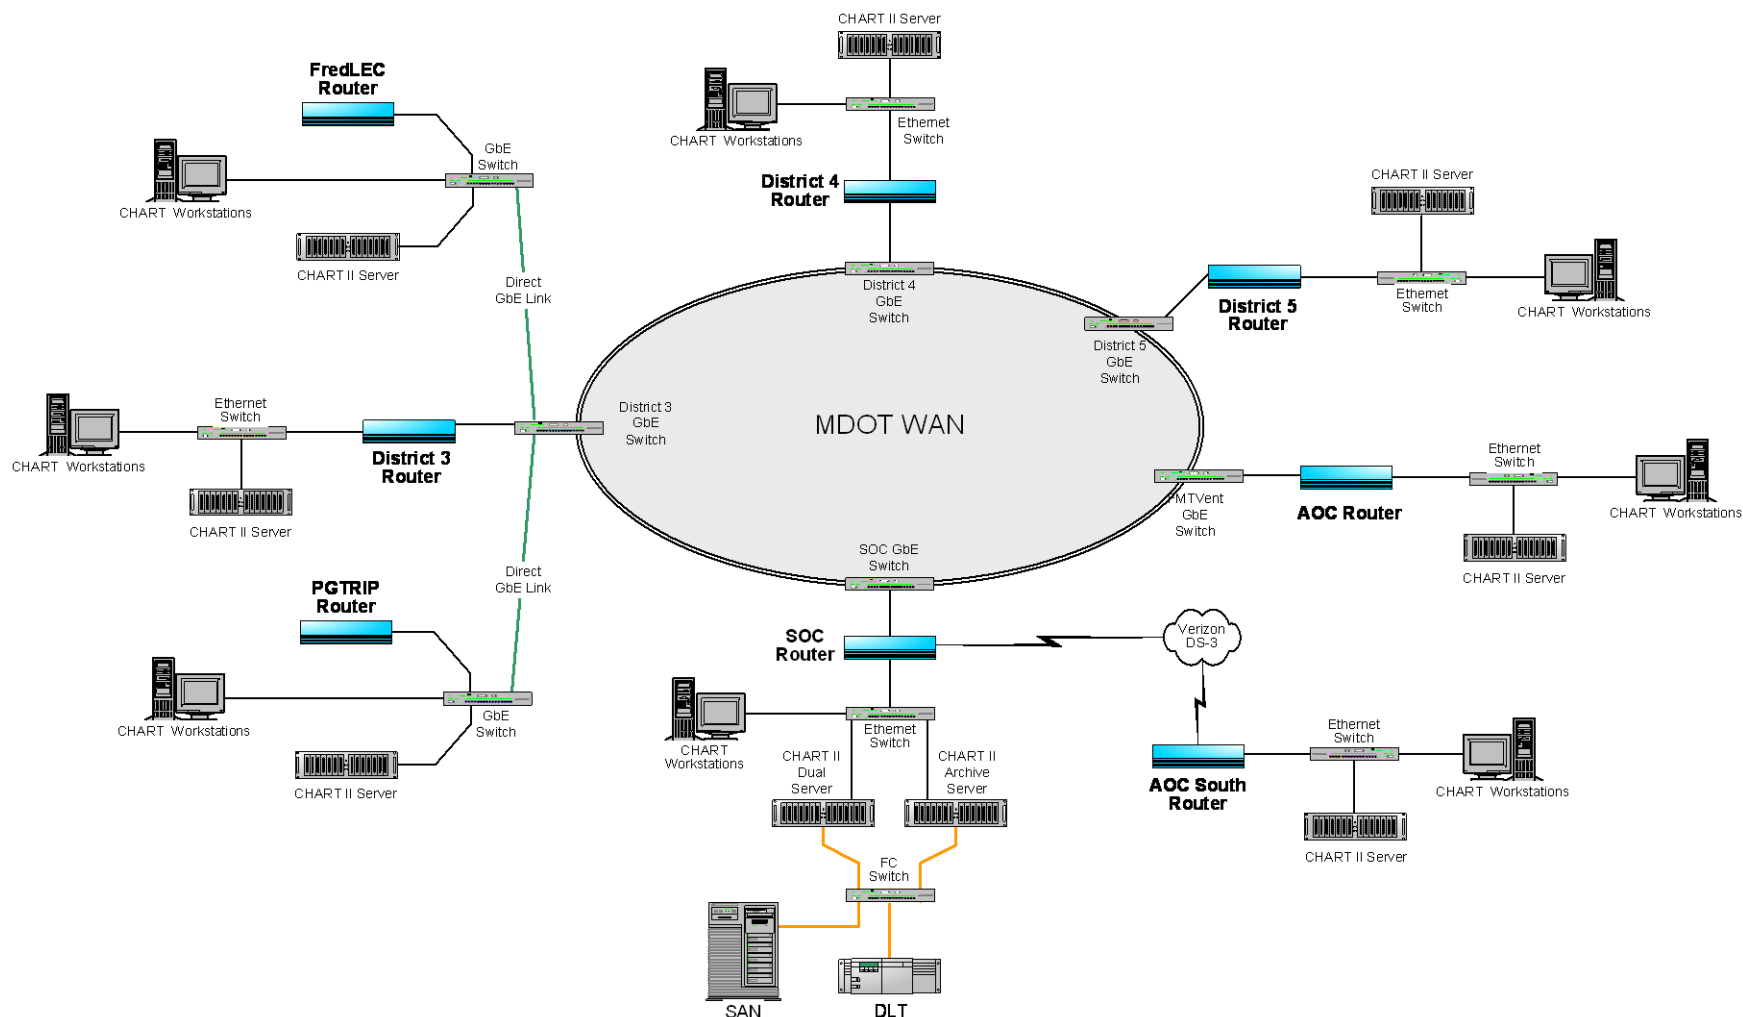 CHART II Server
FredLEC
Router
CHART Workstations
Ethernet
Switch
GbE
Switch
CHART Workstations
CHART II Server
Direct
GbE Link
District 4
Router
CHART II Server
District 4
GbE
Switch
District 5
Router
Ethernet
Switch
CHART Workstations
District 5
GbE
Switch
Ethernet
Switch
CHART Workstations
District 3
Router
CHART II Server
District 3
GbE
Switch
MDOT WAN
Ethernet
Switch
AOC Router
CHART Workstations
CHART II Server
MTVent
GbE
Switch
SOC GbE
Switch
Direct
GbE Link
PGTRIP
Router
SOC
Router
Verizon
DS-3
CHART Workstations
GbE
Switch
CHART II Server
CHART
Workstations
Ethernet
Switch
CHART II
Dual
Server
CHART II
Archive
Server
Ethernet
Switch
AOC South
Router
CHART Workstations
CHART II Server
FC
Switch
SAN
DLT